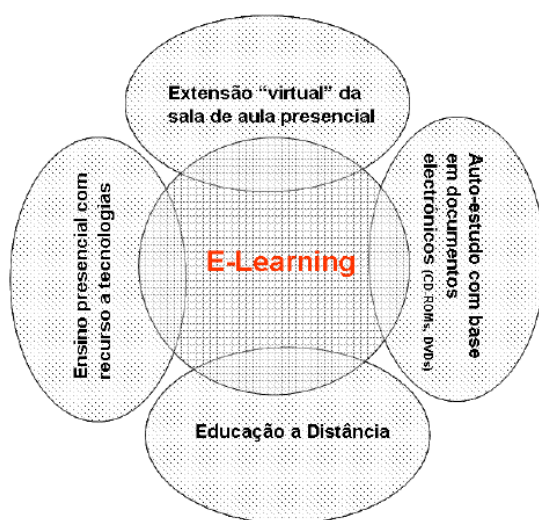 Extensão “virtual” da
sala de aula presencial
Ensino presencial com
recurso a tecnologias
E-Learning
Auto-estudo com base
em documentos
electrónicos (CD-ROMs, DVDs)
Educação a Distância